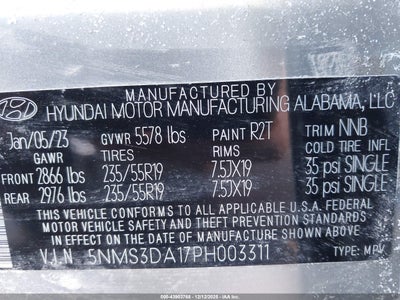 MANUFACTURED BY
HYUNDAI MOTOR MANUFACTURING ALABAMA, LLC
Jan/05/23 GVWR 5578 lbs PAINT R2T TRIM NNB
GAWR TIRES RIMS COLD TIRE INFL
FRONT 2866 lbs 235/55R19 7.5JX19 35 psi SINGLE
REAR 2976 lbs 235/55R19 7.5JX19 35 psi SINGLE
THIS VEHICLE CONFORMS TO ALL APPLICABLE U.S.A FEDERAL
MOTOR VEHICLE SAFETY THEFT PREVENTION STANDARDS IN
EFFECT ON THE DATE OF MANUFACTURE SHOWN ABOVE.
V.I.N 5NMS3DA17PH003311 TYPE: MPV